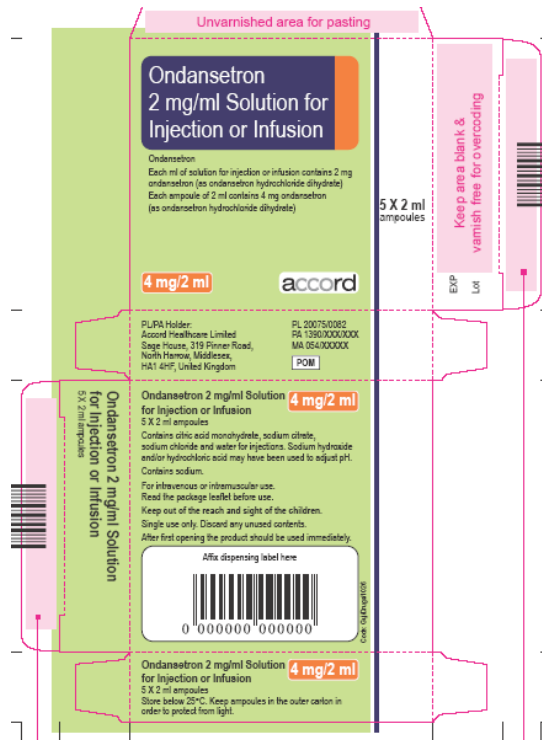 Unvarnished area for pasting
Ondansetron
2 mg/ml Solution for
Injection or Infusion
Ondansetron
Each ml of solution for injection or infusion contains 2 mg
ondansetron (as ondansetron hydrochloride dihydrate)
Each ampoule of 2 ml contains 4 mg ondansetron
(as ondansetron hydrochloride dihydrate)
4 mg/2 ml
accord
5 X 2 ml
ampoules
Keep area blank &
varnish free for overcoding
EXP
Lot
PL/PA Holder:
Accord Healthcare Limited
Sage House, 319 Pinner Road,
North Harrow, Middlesex,
HA1 4HF, United Kingdom
PL 20075/0082
PA 1390/XXX/XXX
MA 054/XXXXX
POM
Ondansetron 2 mg/ml Solution
for Injection or Infusion
5 X 2 ml ampoules
Ondansetron 2 mg/ml Solution
for Injection or Infusion
5 X 2 ml ampoules
4 mg/2 ml
Contains citric acid monohydrate, sodium citrate,
sodium chloride and water for injections. Sodium hydroxide
and/or hydrochloric acid may have been used to adjust pH.
Contains sodium.
For intravenous or intramuscular use.
Read the package leaflet before use.
Keep out of the reach and sight of the children.
Single use only. Discard any unused contents.
After first opening the product should be used immediately.
Affix dispensing label here
0 000000 000000
Ondansetron 2 mg/ml Solution
for Injection or Infusion
5 X 2 ml ampoules
4 mg/2 ml
Store below 25°C. Keep ampoules in the outer carton in
order to protect from light.